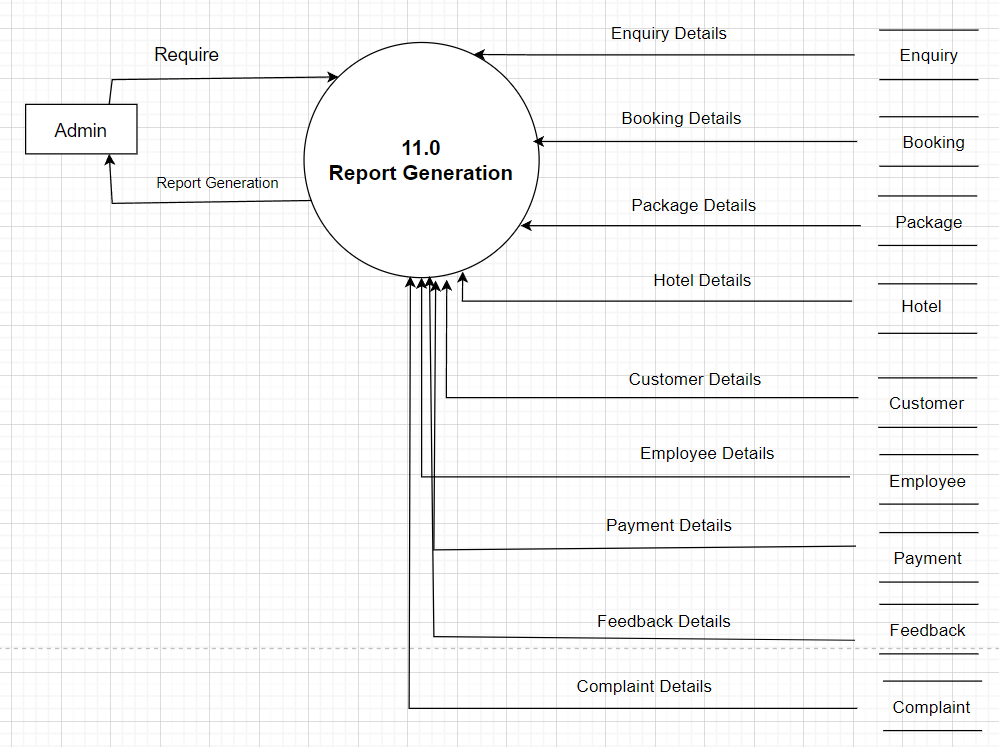 Require
Admin
Report Generation
11.0
Report Generation
Enquiry Details
Enquiry
Booking Details
Booking
Package Details
Package
Hotel Details
Hotel
Customer Details
Customer
Employee Details
Employee
Payment Details
Payment
Feedback Details
Feedback
Complaint Details
Complaint